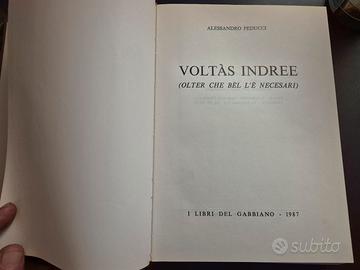 ALESSANDRO PEDUCCI
VOLTÀS INDREE
(OLTER CHE BÈL L'È NECESARI)
I LIBRI DEL GABBIANO - 1987
subito